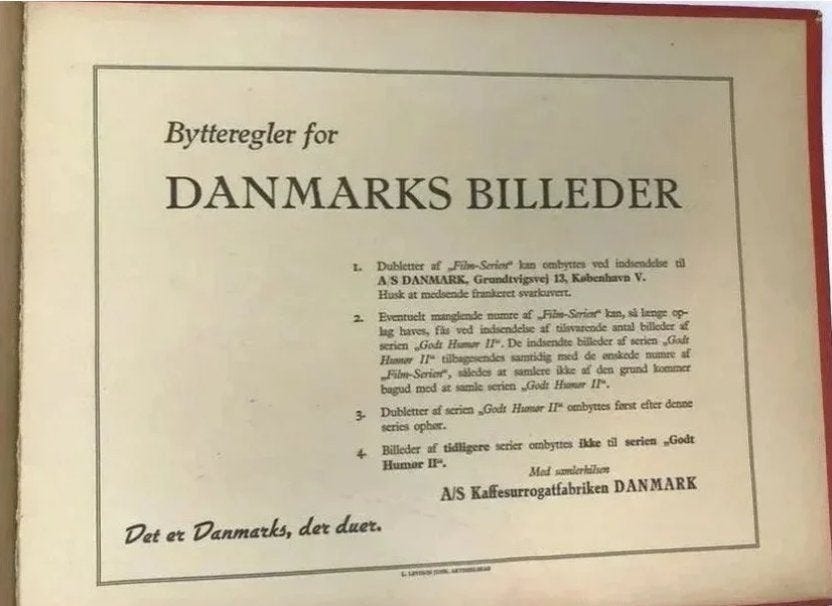 Bytteregler for
DANMARKS BILLEDER
1. Dubletter af „Film-Serien“ kan ombyttes ved indsendelse til
A/S DANMARK, Grundtvigsvej 13, København V.
Husk at medsende frankeret svarkuvert.
2. Eventuelt manglende numre af „Film-Serien“ kan, så længe op-
lag haves, fås ved indsendelse af tilsvarende antal billeder af
serien „Godt Humør II“. De indsendte billeder af serien „Godt
Humør II“ tilbagesendes samtidig med de ønskede numre af
„Film-Serien“, således at samlere ikke af den grund kommer
bagud med at samle serien „Godt Humør II“.
3. Dubletter af serien „Godt Humør II“ ombyttes først efter denne
series ophør.
4. Billeder af tidligere serier ombyttes ikke til serien „Godt
Humør II“.
Med samlerhilsen
A/S Kaffesurrogatfabriken DANMARK
Det er Danmarks, der duer.
L. LEVISON JUNR. AKTIESELSKAB